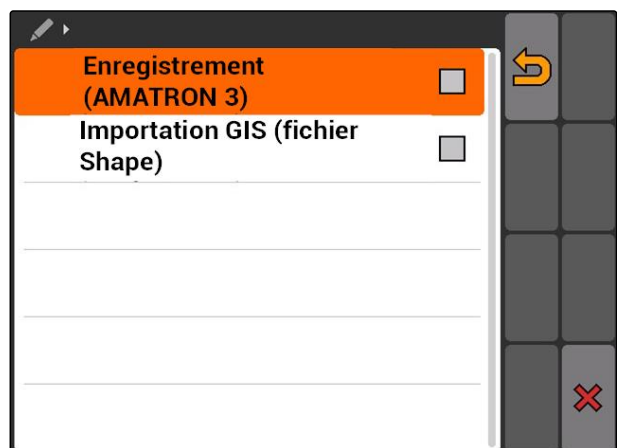 Enregistrement
(AMATRON 3)
Importation GIS (fichier
Shape)